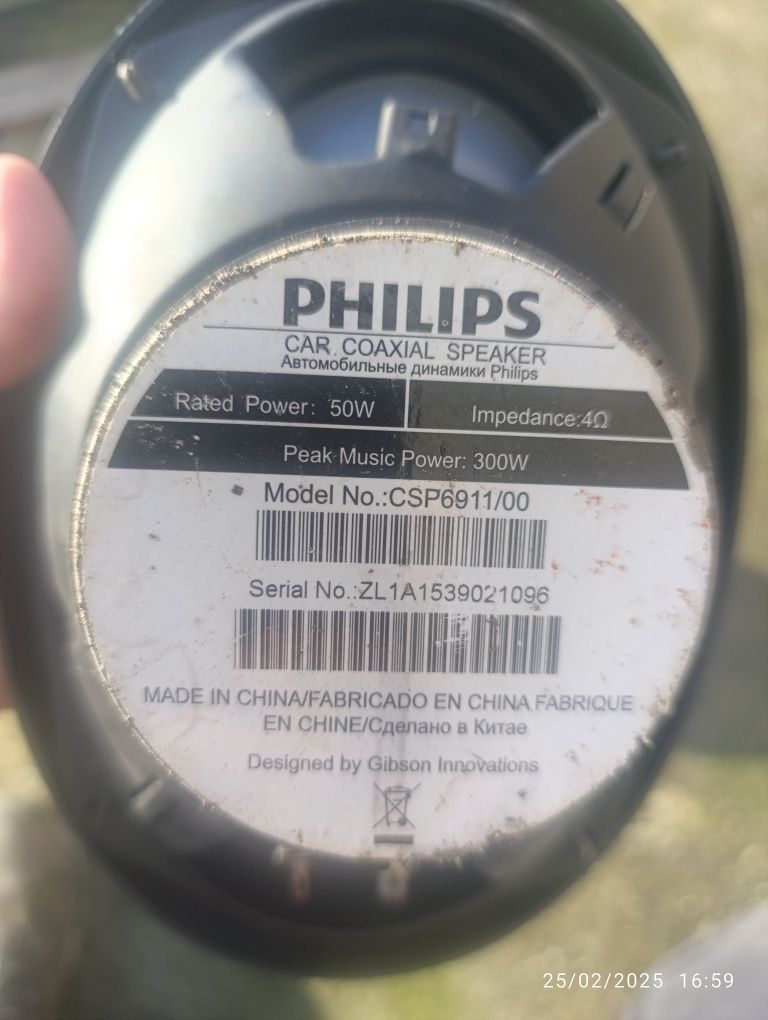 PHILIPS
CAR COAXIAL SPEAKER
Автомобильные динамики Philips
Rated Power: 50W Impedance:4Ω
Peak Music Power: 300W
Model No.:CSP6911/00
Serial No.:ZL1A1539021096
MADE IN CHINA/FABRICADO EN CHINA FABRIQUE
EN CHINE/Сделано в Китае
Designed by Gibson Innovations
25/02/2025 16:59